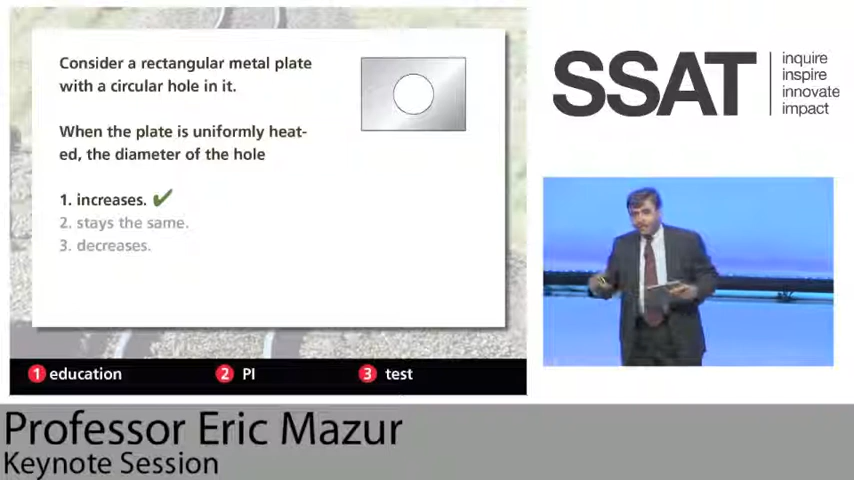 Consider a rectangular metal plate
with a circular hole in it.
When the plate is uniformly heat-
ed, the diameter of the hole
1. increases. ✔
2. stays the same.
3. decreases.
1 education
2 PI
3 test
SSAT
inquire
inspire
innovate
impact
Professor Eric Mazur
Keynote Session